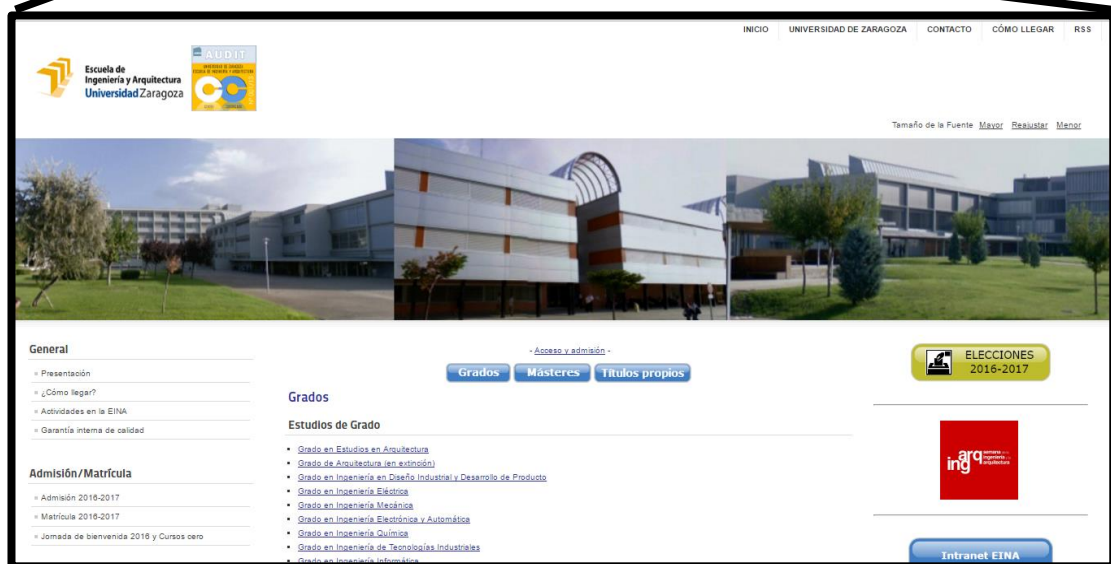 INICIO UNIVERSIDAD DE ZARAGOZA CONTACTO CÓMO LLEGAR RSS
Escuela de
Ingeniería y Arquitectura
Universidad Zaragoza
AUDIT
Tamaño de la Fuente Mayor Reajustar Menor
General
Presentación
¿Cómo llegar?
Actividades en la EINA
Garantía interna de calidad
Admisión/Matrícula
Admisión 2016-2017
Matrícula 2016-2017
Jornada de bienvenida 2016 y Cursos cero
- Acceso y admisión -
Grados Másteres Títulos propios
Grados
Estudios de Grado
Grado en Estudios en Arquitectura
Grado de Arquitectura (en extinción)
Grado en Ingeniería en Diseño Industrial y Desarrollo de Producto
Grado en Ingeniería Eléctrica
Grado en Ingeniería Mecánica
Grado en Ingeniería Electrónica y Automática
Grado en Ingeniería Química
Grado en Ingeniería de Tecnologías Industriales
Grado en Ingeniería Informática
ELECCIONES
2016-2017
ingarq
Intranet EINA